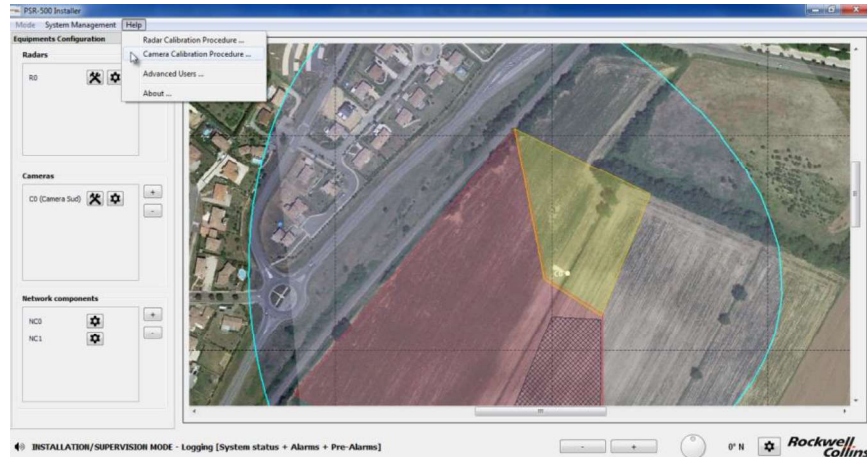 PSR-500 Installer
Mode System Management Help
Equipments Configuration
Radar Calibration Procedure ...
Camera Calibration Procedure ...
Advanced Users ...
About ...
Radars
R0
Cameras
C0 (Camera Sud)
+
-
Network components
NC0
NC1
+
-
INSTALLATION/SUPERVISION MODE - Logging [System status + Alarms + Pre-Alarms]
- +
0° N
Rockwell
Collins